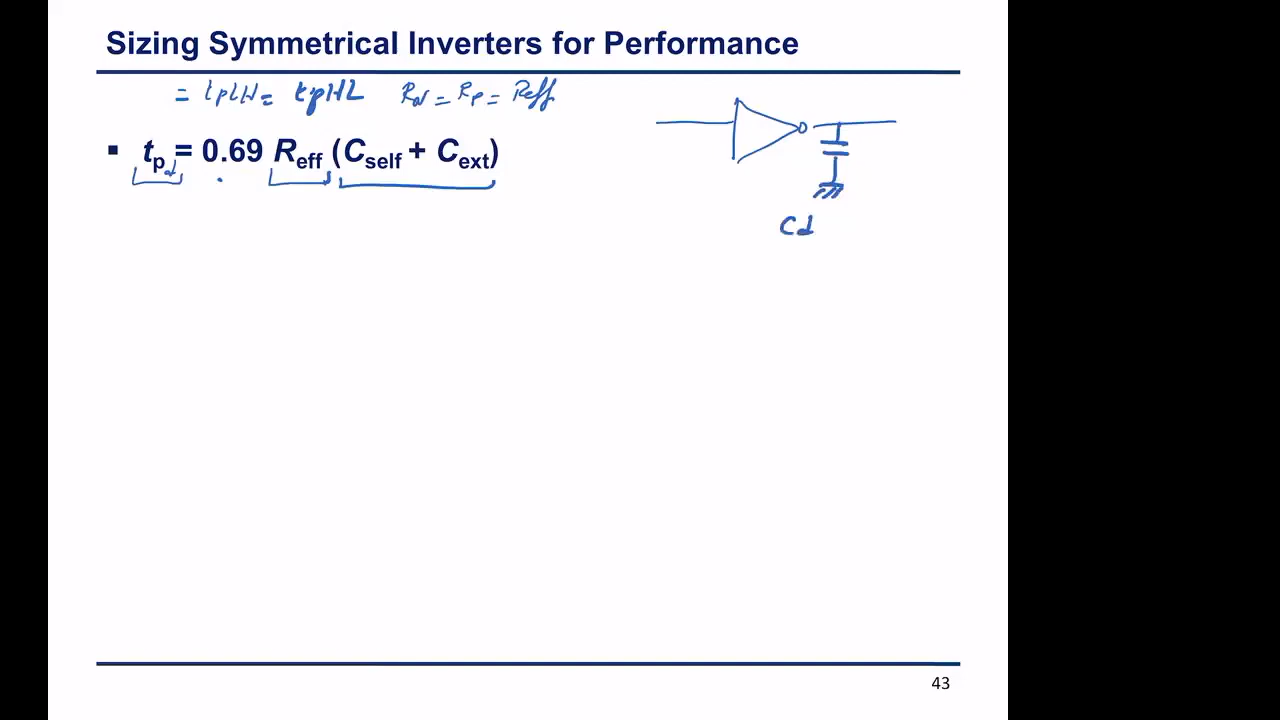 Sizing Symmetrical Inverters for Performance
= tpLH = tpHL RN = RP = Reff
▪ tp = 0.69 Reff (Cself + Cext)
Cd
43